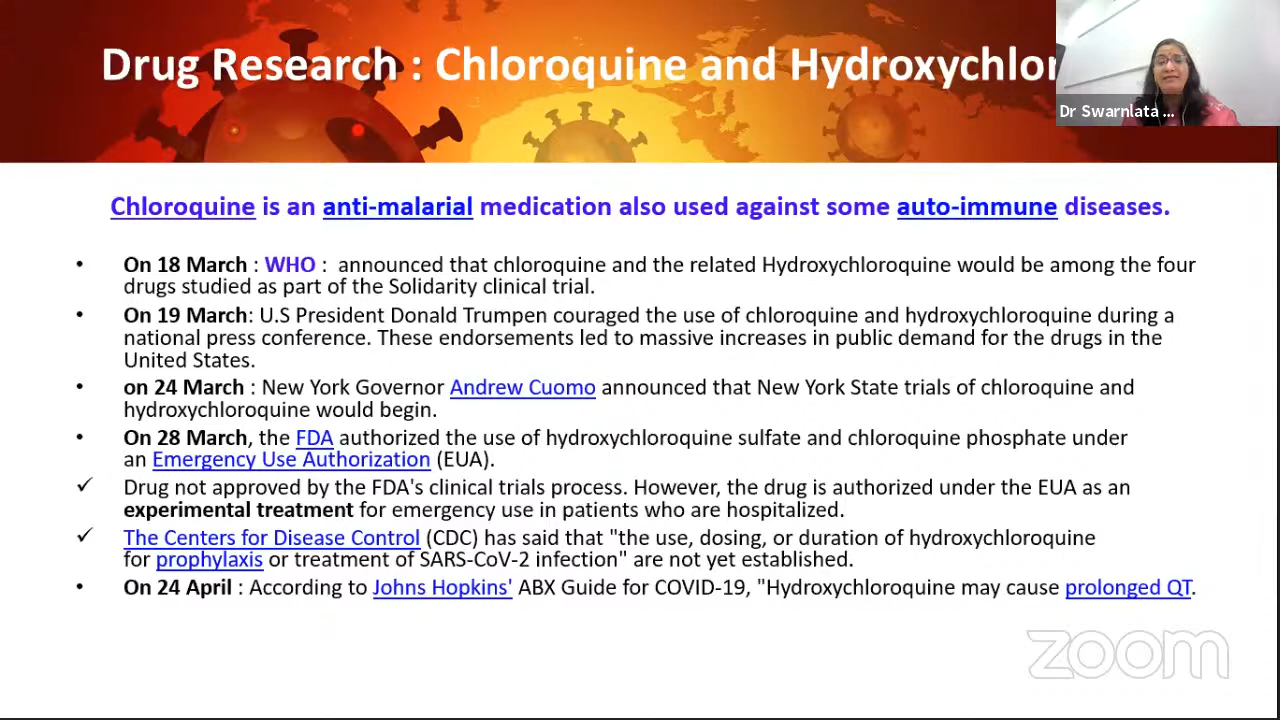 Drug Research : Chloroquine and Hydroxychlor
Dr Swarnlata ...
Chloroquine is an anti-malarial medication also used against some auto-immune diseases.
• On 18 March : WHO : announced that chloroquine and the related Hydroxychloroquine would be among the four
drugs studied as part of the Solidarity clinical trial.
• On 19 March: U.S President Donald Trumpen couraged the use of chloroquine and hydroxychloroquine during a
national press conference. These endorsements led to massive increases in public demand for the drugs in the
United States.
• on 24 March : New York Governor Andrew Cuomo announced that New York State trials of chloroquine and
hydroxychloroquine would begin.
• On 28 March, the FDA authorized the use of hydroxychloroquine sulfate and chloroquine phosphate under
an Emergency Use Authorization (EUA).
✓ Drug not approved by the FDA's clinical trials process. However, the drug is authorized under the EUA as an
experimental treatment for emergency use in patients who are hospitalized.
✓ The Centers for Disease Control (CDC) has said that "the use, dosing, or duration of hydroxychloroquine
for prophylaxis or treatment of SARS-CoV-2 infection" are not yet established.
• On 24 April : According to Johns Hopkins' ABX Guide for COVID-19, "Hydroxychloroquine may cause prolonged QT.
zoom